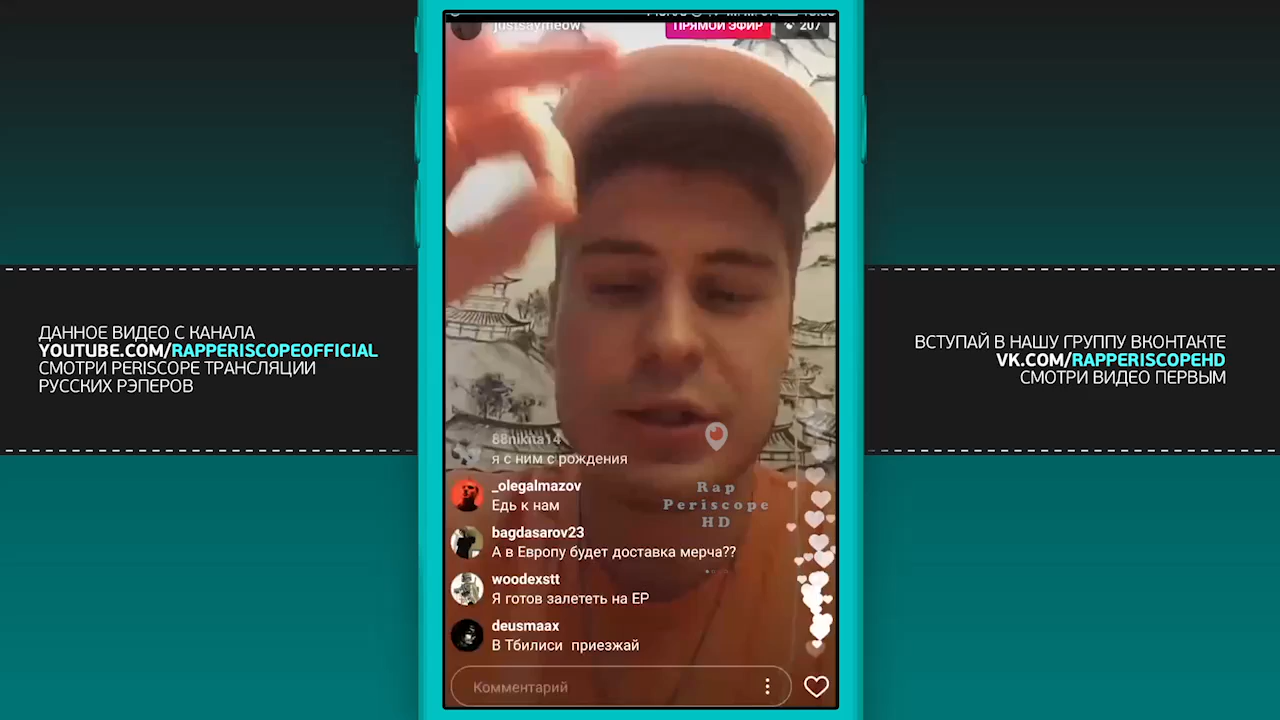 justsaymeow
ПРЯМОЙ ЭФИР
207
ДАННОЕ ВИДЕО С КАНАЛА
YOUTUBE.COM/RAPPERISCOPEOFFICIAL
СМОТРИ PERISCOPE ТРАНСЛЯЦИИ
РУССКИХ РЭПЕРОВ
ВСТУПАЙ В НАШУ ГРУППУ ВКОНТАКТЕ
VK.COM/RAPPERISCOPEHD
СМОТРИ ВИДЕО ПЕРВЫМ
88nikita14
я с ним с рождения
_olegalmazov
Едь к нам
bagdasarov23
А в Европу будет доставка мерча??
woodexstt
Я готов залететь на ЕР
deusmaax
В Тбилиси приезжай
Rap
Periscope
HD
Комментарий